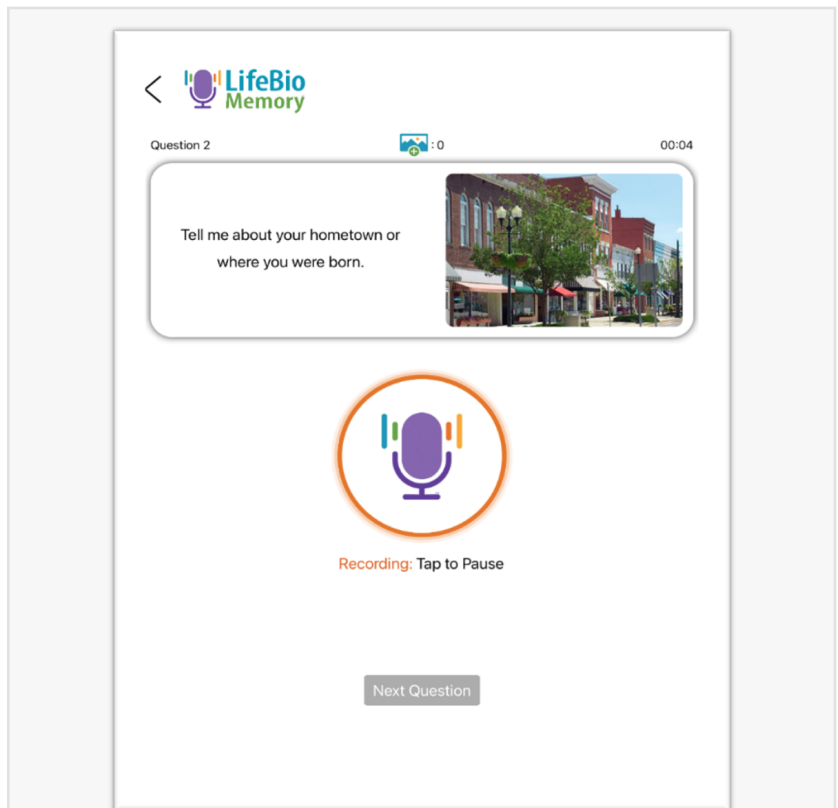 LifeBio
Memory
Question 2
: 0
00:04
Tell me about your hometown or
where you were born.
Recording: Tap to Pause
Next Question